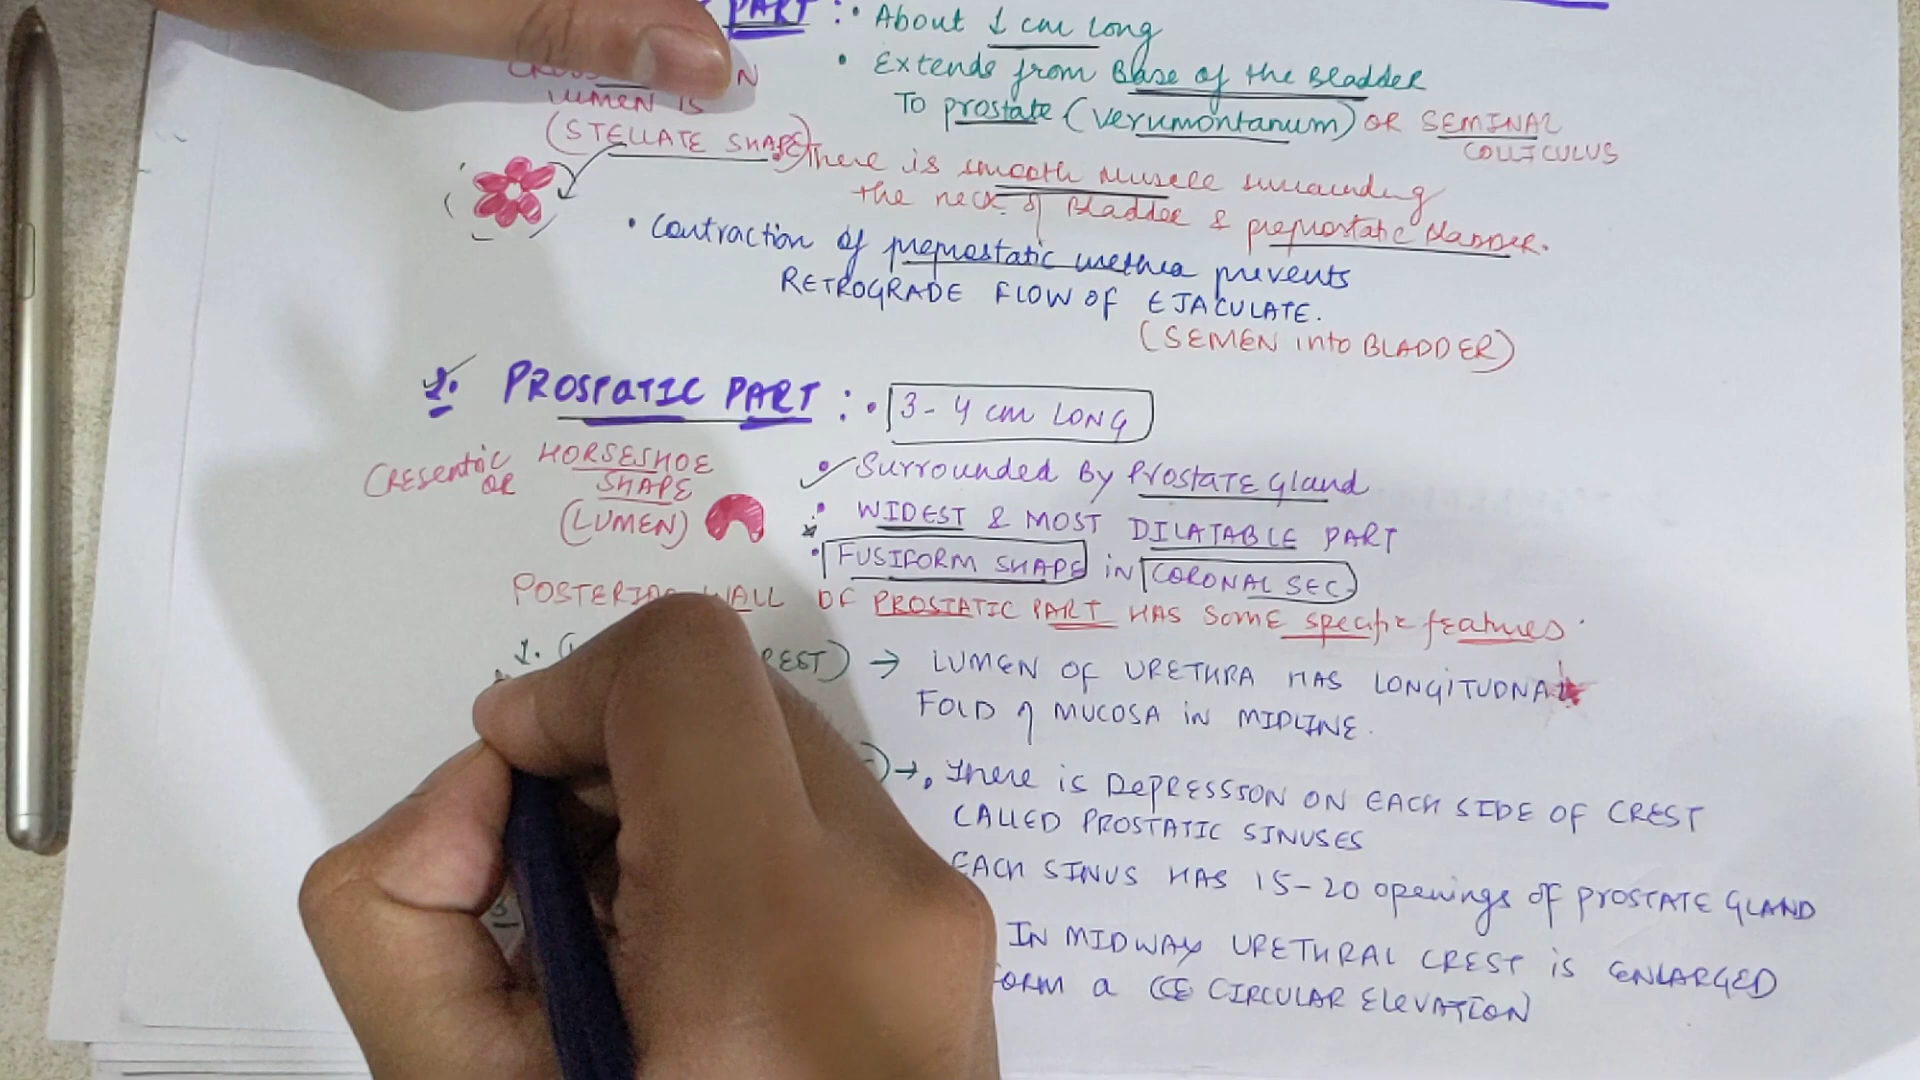 PART : • About 1 cm long
• Extends from Base of the Bladder
To prostate (verumontanum) OR SEMINAL COLLICULUS
LUMEN IS
(STELLATE SHAPE)
• There is smooth muscle surrounding
the neck of Bladder & preprostatic bladder.
• Contraction of preprostatic urethra prevents
RETROGRADE FLOW OF EJACULATE.
(SEMEN into BLADDER)
2. PROSTATIC PART : • 3-4 cm LONG
Cresentic OR HORSESHOE SHAPE
(LUMEN)
• Surrounded By Prostate Gland
• WIDEST & MOST DILATABLE PART
• FUSIFORM SHAPE in CORONAL SEC.
POSTERIOR WALL OF PROSTATIC PART HAS Some specific features.
1. REST) → LUMEN OF URETHRA HAS LONGITUDNAL
FOLD of MUCOSA in MIDLINE.
) → • There is DEPRESSION ON EACH SIDE OF CREST
CALLED PROSTATIC SINUSES
EACH SINUS HAS 15-20 openings of PROSTATE GLAND
3
IN MIDWAY URETHRAL CREST is ENLARGED
FORM a CIRCULAR ELEVATION